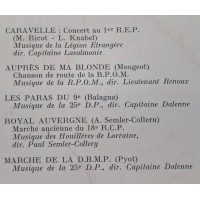 CARAVELLE : Concert au 1er R.E.P.
(M. Ricot - L. Knabel)
Musique de la Légion Etrangère
dir. Capitaine Lasalmonie
AUPRÈS DE MA BLONDE (Mougeot)
Chanson de route de la B.P.O.M.
Musique de la B.P.O.M., dir. Lieutenant Renoux
LES PARAS DU 9e (Balagna)
Musique de la 25e D.P., dir. Capitaine Dalenne
ROYAL AUVERGNE (A. Semler-Collery)
Marche ancienne du 18e R.C.P.
Musique des Houillères de Lorraine,
dir. Paul Semler-Collery
MARCHE DE LA D.B.M.P. (Pyot)
Musique de la 25e D.P., dir. Capitaine Dalenne